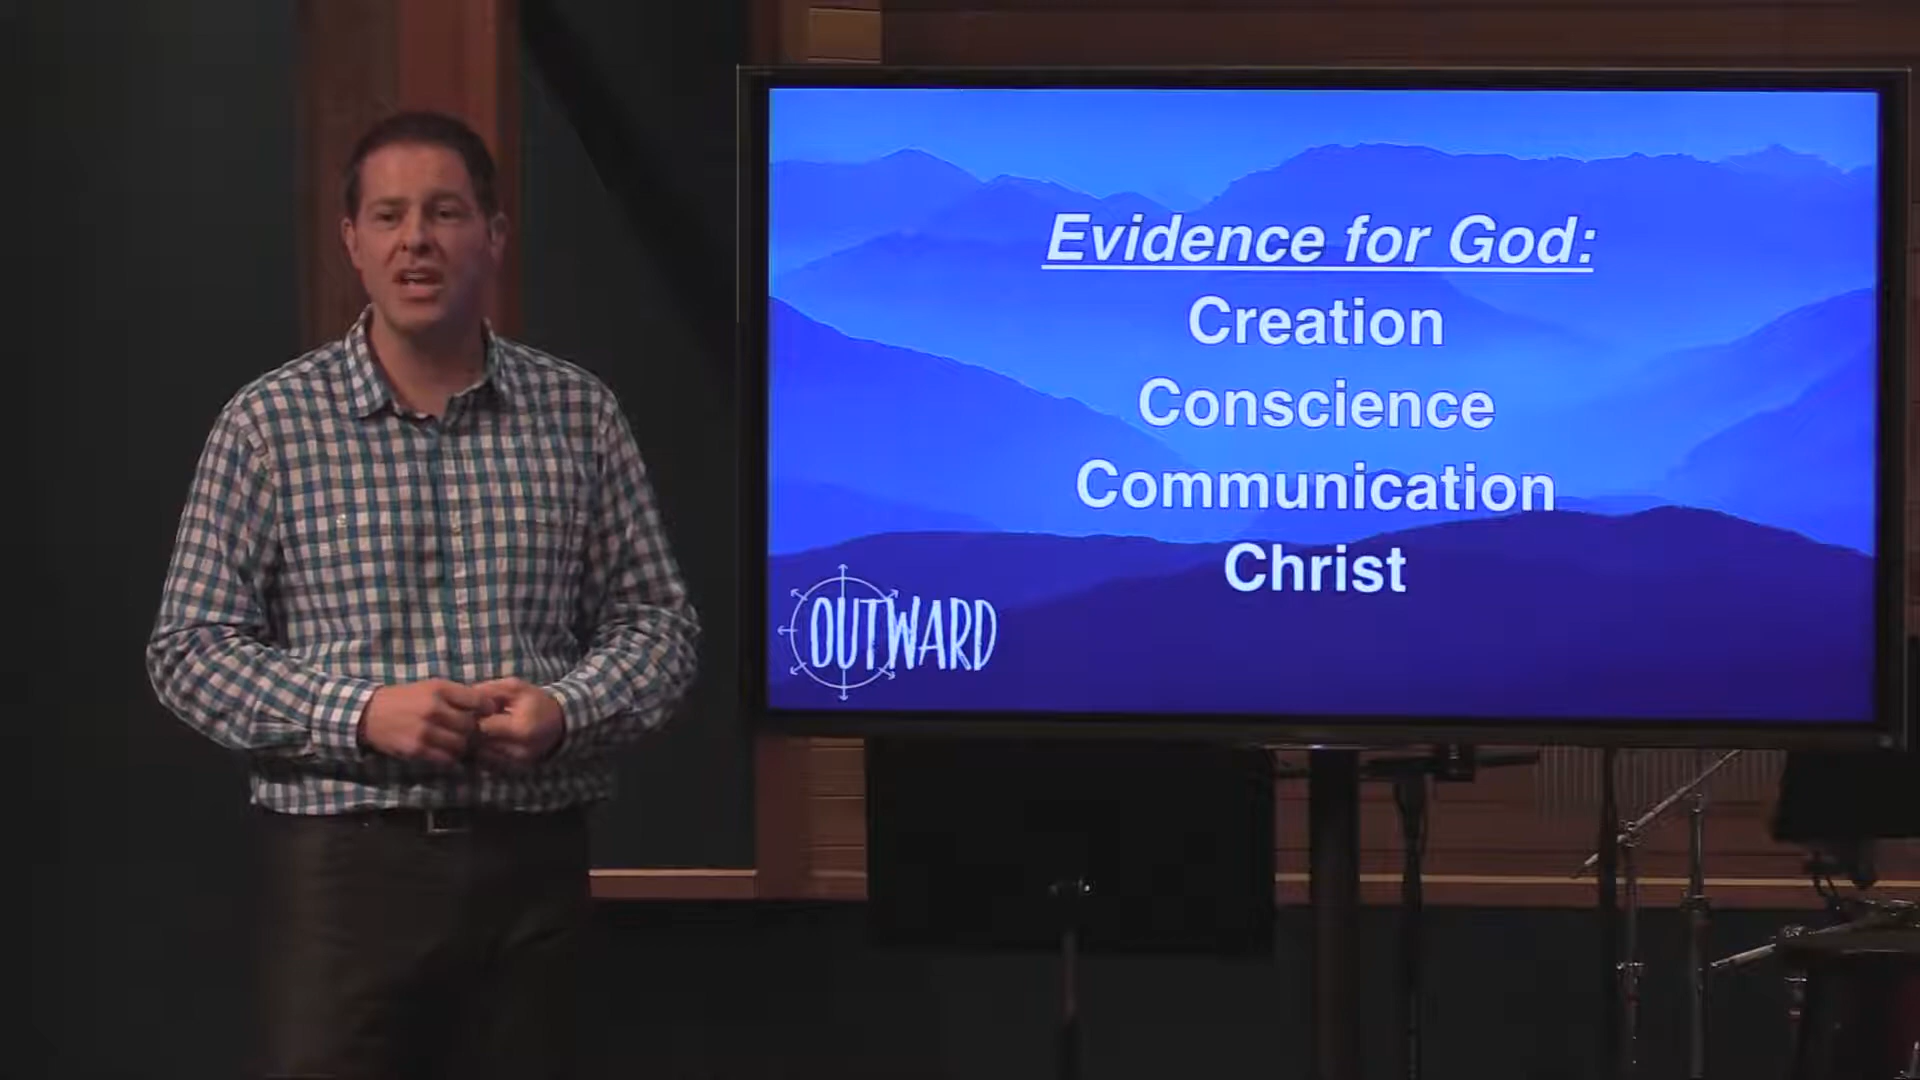 Evidence for God:
Creation
Conscience
Communication
Christ
OUTWARD